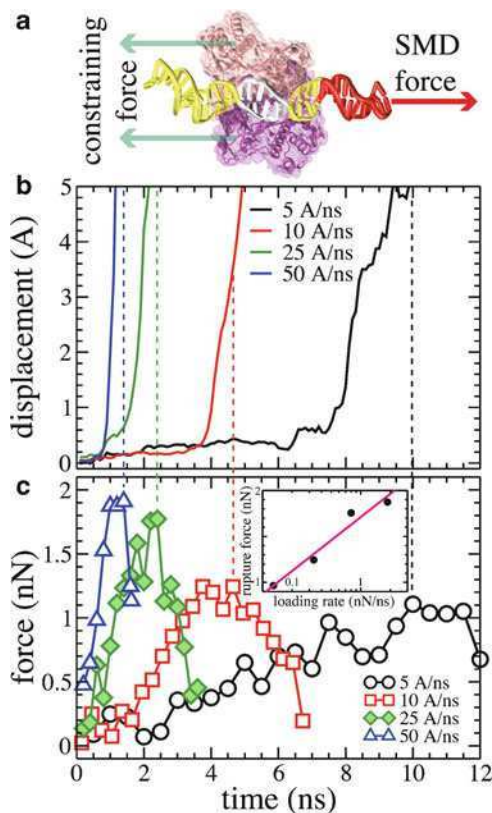 a
constraining
force
SMD
force
b
displacement (A)
5
4
3
2
1
0
5 A/ns
10 A/ns
25 A/ns
50 A/ns
c
force (nN)
2
1.5
1
0.5
0
rupture force (nN)
2
1
0.1
1
loading rate (nN/ns)
5 A/ns
10 A/ns
25 A/ns
50 A/ns
0 2 4 6 8 10 12
time (ns)